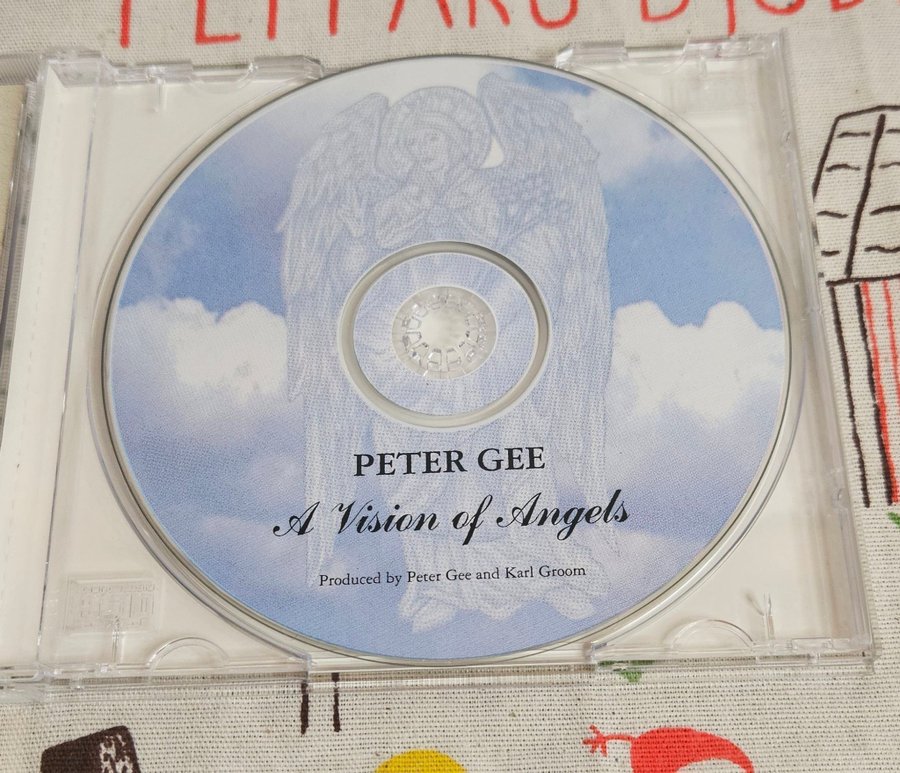 PETER GEE
A Vision of Angels
Produced by Peter Gee and Karl Groom